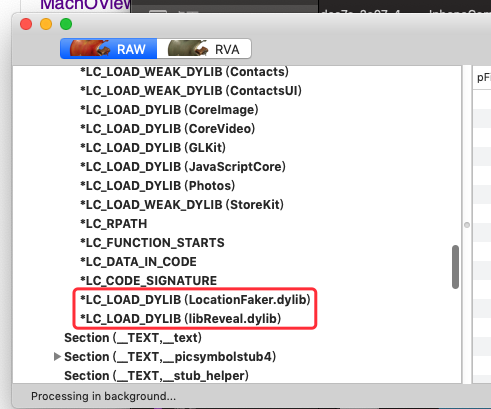 MachOView
RAW
RVA
*LC_LOAD_WEAK_DYLIB (Contacts)
*LC_LOAD_WEAK_DYLIB (ContactsUI)
*LC_LOAD_DYLIB (CoreImage)
*LC_LOAD_DYLIB (CoreVideo)
*LC_LOAD_DYLIB (GLKit)
*LC_LOAD_DYLIB (JavaScriptCore)
*LC_LOAD_DYLIB (Photos)
*LC_LOAD_WEAK_DYLIB (StoreKit)
*LC_RPATH
*LC_FUNCTION_STARTS
*LC_DATA_IN_CODE
*LC_CODE_SIGNATURE
*LC_LOAD_DYLIB (LocationFaker.dylib)
*LC_LOAD_DYLIB (libReveal.dylib)
Section (__TEXT,__text)
Section (__TEXT,__picsymbolstub4)
Section (__TEXT,__stub_helper)
pFi
Processing in background...